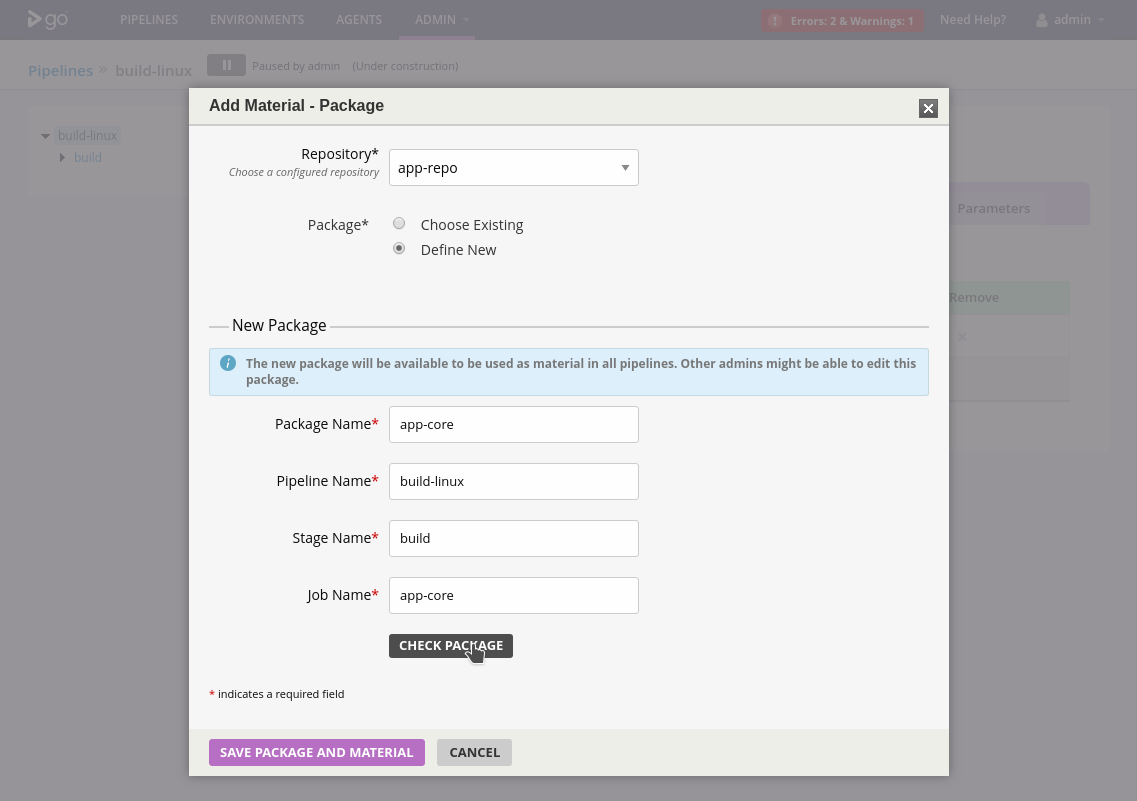 go
PIPELINES ENVIRONMENTS AGENTS ADMIN
Errors: 2 & Warnings: 1 Need Help? admin
Pipelines » build-linux Paused by admin (Under construction)
Add Material - Package
build-linux
build
Repository*
Choose a configured repository
app-repo
Parameters
Package*
Choose Existing
Define New
Remove
New Package
The new package will be available to be used as material in all pipelines. Other admins might be able to edit this
package.
Package Name* app-core
Pipeline Name* build-linux
Stage Name* build
Job Name* app-core
CHECK PACKAGE
* indicates a required field
SAVE PACKAGE AND MATERIAL CANCEL